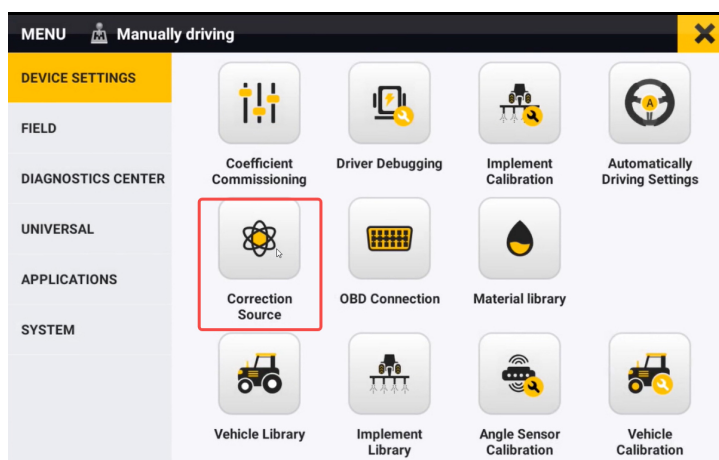 MENU Manually driving
DEVICE SETTINGS
FIELD
DIAGNOSTICS CENTER
UNIVERSAL
APPLICATIONS
SYSTEM
Coefficient
Commissioning
Driver Debugging
Implement
Calibration
A
Automatically
Driving Settings
Correction
Source
OBD Connection
Material library
Vehicle Library
Implement
Library
Angle Sensor
Calibration
Vehicle
Calibration